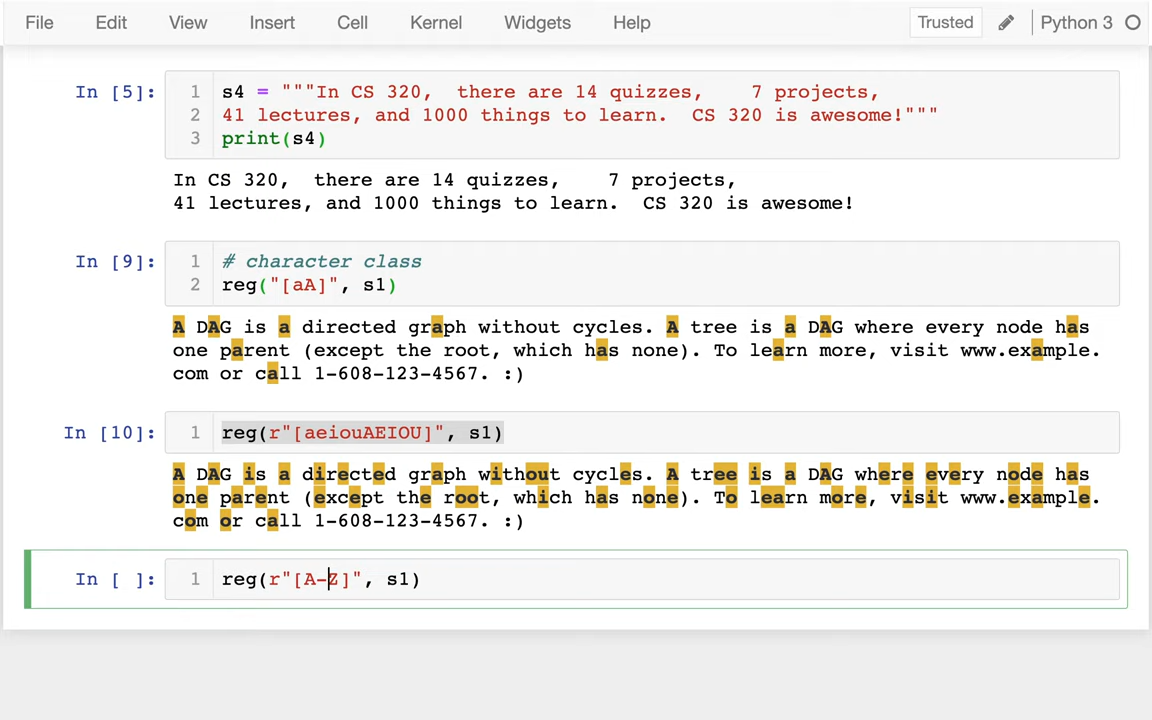 File Edit View Insert Cell Kernel Widgets Help Trusted Python 3
In [5]: 1 s4 = """In CS 320,  there are 14 quizzes,    7 projects,
2 41 lectures, and 1000 things to learn.  CS 320 is awesome!"""
3 print(s4)
In CS 320,  there are 14 quizzes,    7 projects,
41 lectures, and 1000 things to learn.  CS 320 is awesome!
In [9]: 1 # character class
2 reg("[aA]", s1)
A DAG is a directed graph without cycles. A tree is a DAG where every node has
one parent (except the root, which has none). To learn more, visit www.example.
com or call 1-608-123-4567. :)
In [10]: 1 reg(r"[aeiouAEIOU]", s1)
A DAG is a directed graph without cycles. A tree is a DAG where every node has
one parent (except the root, which has none). To learn more, visit www.example.
com or call 1-608-123-4567. :)
In [ ]: 1 reg(r"[A-Z]", s1)